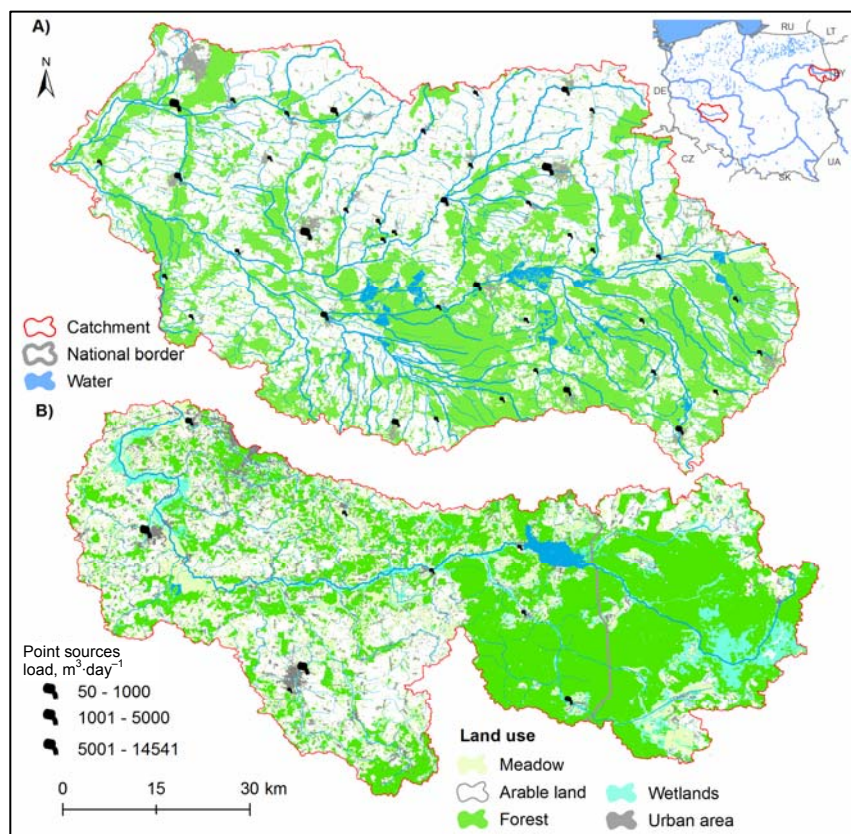 A)
N
RU
LT
BY
DE
CZ
SK
UA
Catchment
National border
Water
B)
Point sources
load, m³·day⁻¹
50 - 1000
1001 - 5000
5001 - 14541
0 15 30 km
Land use
Meadow
Arable land
Forest
Wetlands
Urban area